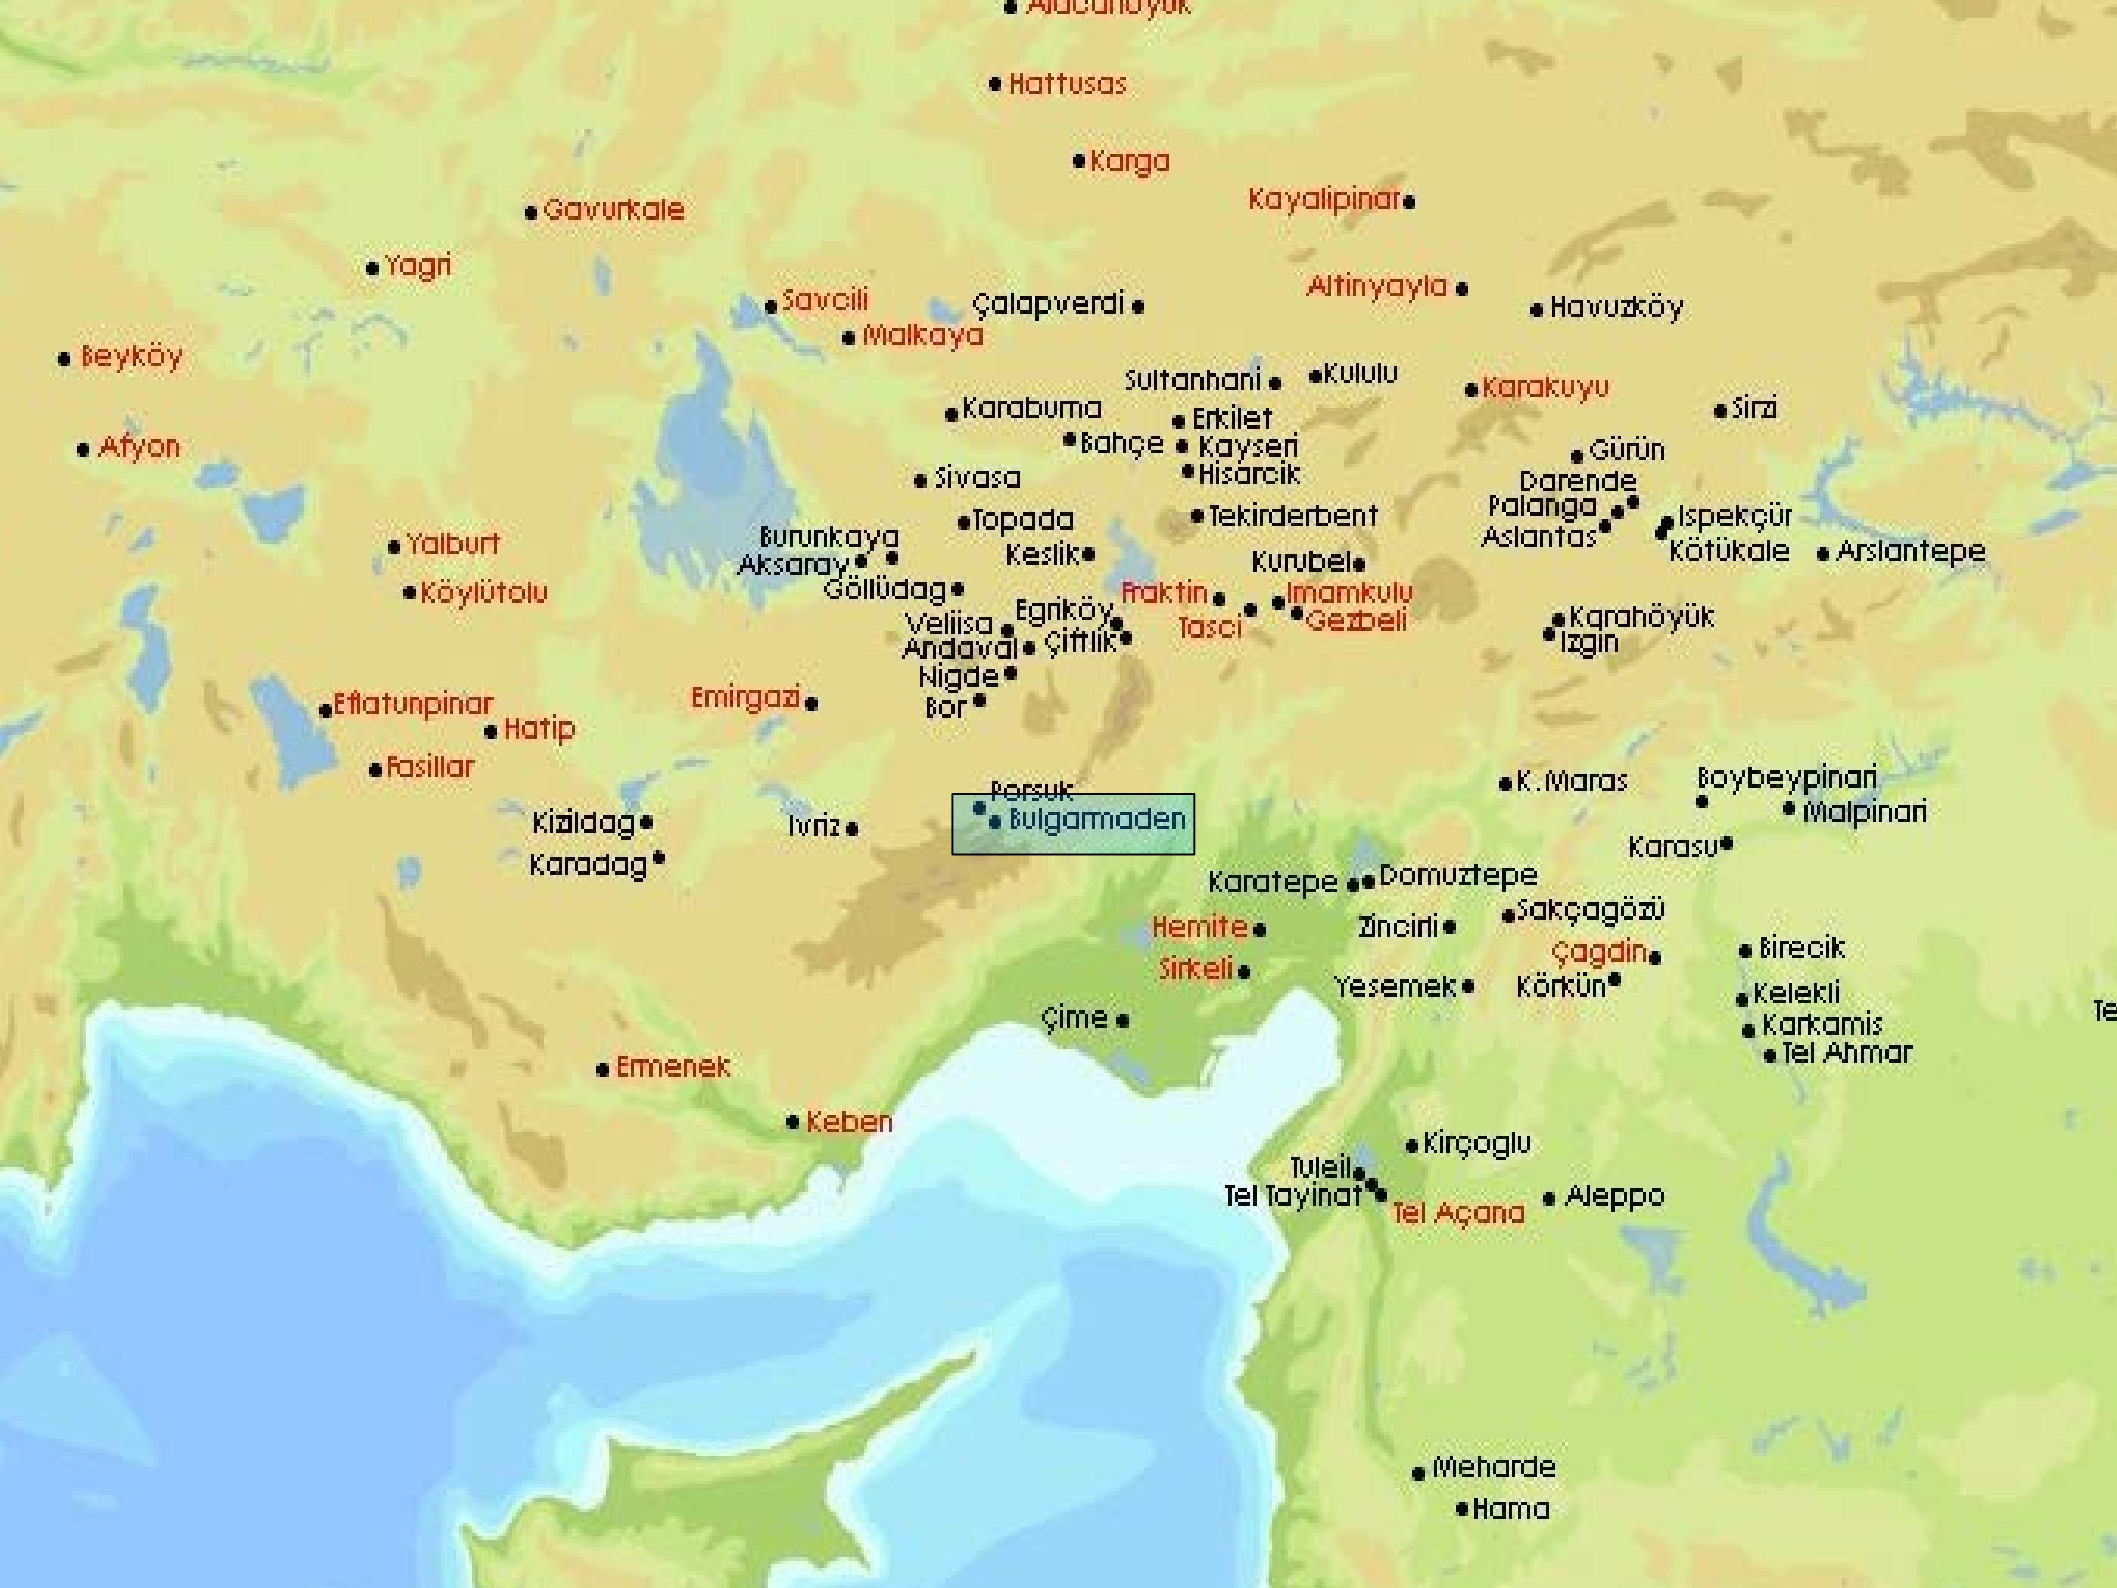 Alacahöyük
Hattusas
Karga
Kayalipinar
Gavurkale
Yagri
Altinyayla
Savcili
Çalapverdi
Havuzköy
Malkaya
Beyköy
Sultanhani
Kululu
Karakuyu
Karaburna
Sirzi
Erkilet
Bahçe
Kayseri
Afyon
Gürün
Hisarcik
Sivasa
Darende
Palanga
Topada
Tekirderbent
Ispekçür
Burunkaya
Aslantas
Yalburt
Keslik
Kötükale
Arslantepe
Aksaray
Kurubel
Göllüdag
Köylütolu
Fraktin
Imamkulu
Egriköy
Veliisa
Tasci
Gezbeli
Karahöyük
Andaval
Çiftlik
Izgin
Nigde
Eflatunpinar
Emirgazi
Bor
Hatip
Fasillar
K.Maras
Boybeypinari
Porsuk
Malpinari
Kizildag
Ivriz
Bulgarmaden
Karasu
Karadag
Karatepe
Domuztepe
Sakçagözü
Hemite
Zincirli
Çagdin
Birecik
Sirkeli
Yesemek
Körkün
Kelekli
Te
Çime
Karkamis
Tel Ahmar
Ermenek
Keben
Kirçoglu
Tuleil
Tel Tayinat
Aleppo
Tel Açana
Meharde
Hama